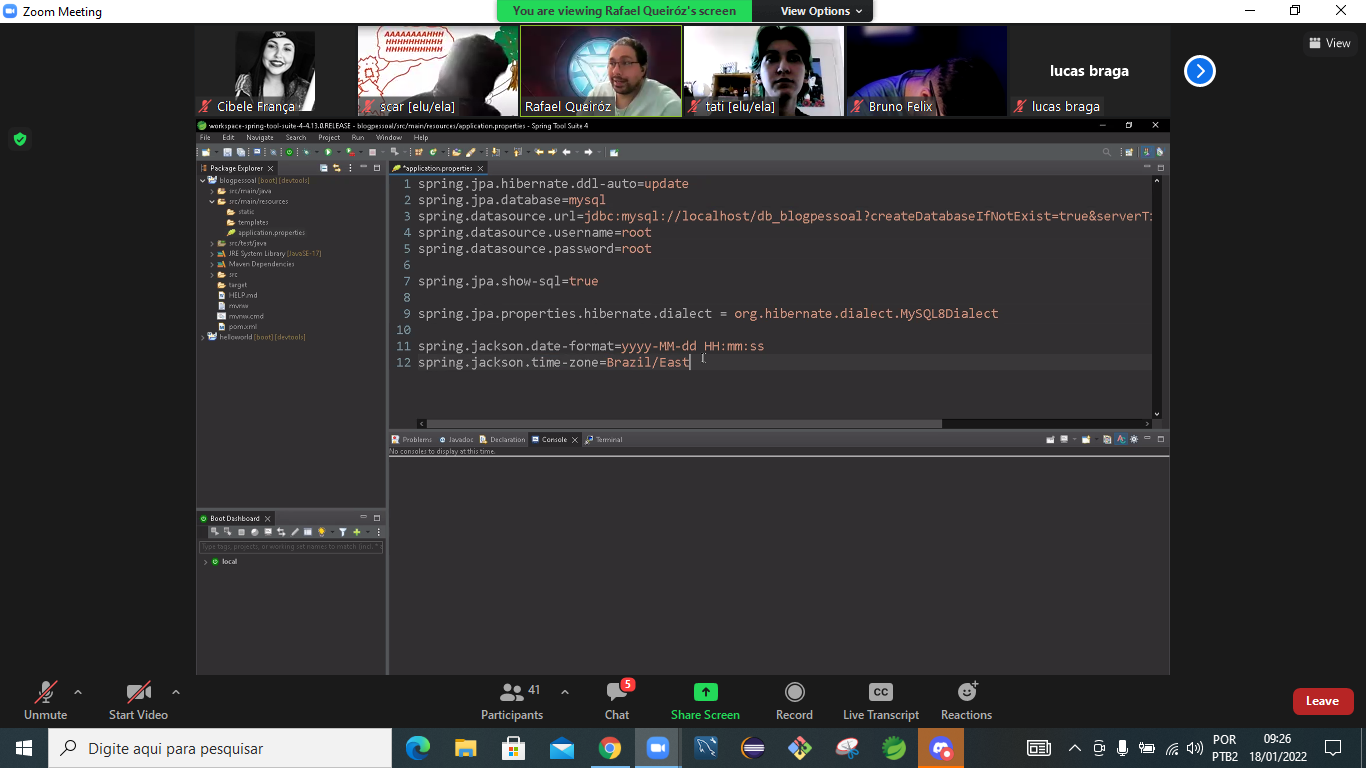 Zoom Meeting
You are viewing Rafael Queiróz's screen
View Options
View
AAAAAAAHHH
HHHHHHHHHH
HHHHHHHHHH
lucas braga
Cibele França
scar [elu/ela]
Rafael Queiróz
tati [elu/ela]
Bruno Felix
lucas braga
workspace-spring-tool-suite-4-4.13.0.RELEASE - blogpessoal/src/main/resources/application.properties - Spring Tool Suite 4
File Edit Navigate Search Project Run Window Help
Package Explorer
blogpessoal [boot] [devtools]
src/main/java
src/main/resources
static
templates
application.properties
src/test/java
JRE System Library [JavaSE-17]
Maven Dependencies
src
target
HELP.md
mvnw
mvnw.cmd
pom.xml
helloworld [boot] [devtools]
*application.properties
1 spring.jpa.hibernate.ddl-auto=update
2 spring.jpa.database=mysql
3 spring.datasource.url=jdbc:mysql://localhost/db_blogpessoal?createDatabaseIfNotExist=true&serverTi
4 spring.datasource.username=root
5 spring.datasource.password=root
6
7 spring.jpa.show-sql=true
8
9 spring.jpa.properties.hibernate.dialect = org.hibernate.dialect.MySQL8Dialect
10
11 spring.jackson.date-format=yyyy-MM-dd HH:mm:ss
12 spring.jackson.time-zone=Brazil/East
Problems Javadoc Declaration Console Terminal
No consoles to display at this time.
Boot Dashboard
Type tags, projects, or working set names to match (incl. *
local
Unmute
Start Video
41
Participants
5
Chat
Share Screen
Record
CC
Live Transcript
Reactions
Leave
Digite aqui para pesquisar
POR
PTB2
09:26
18/01/2022